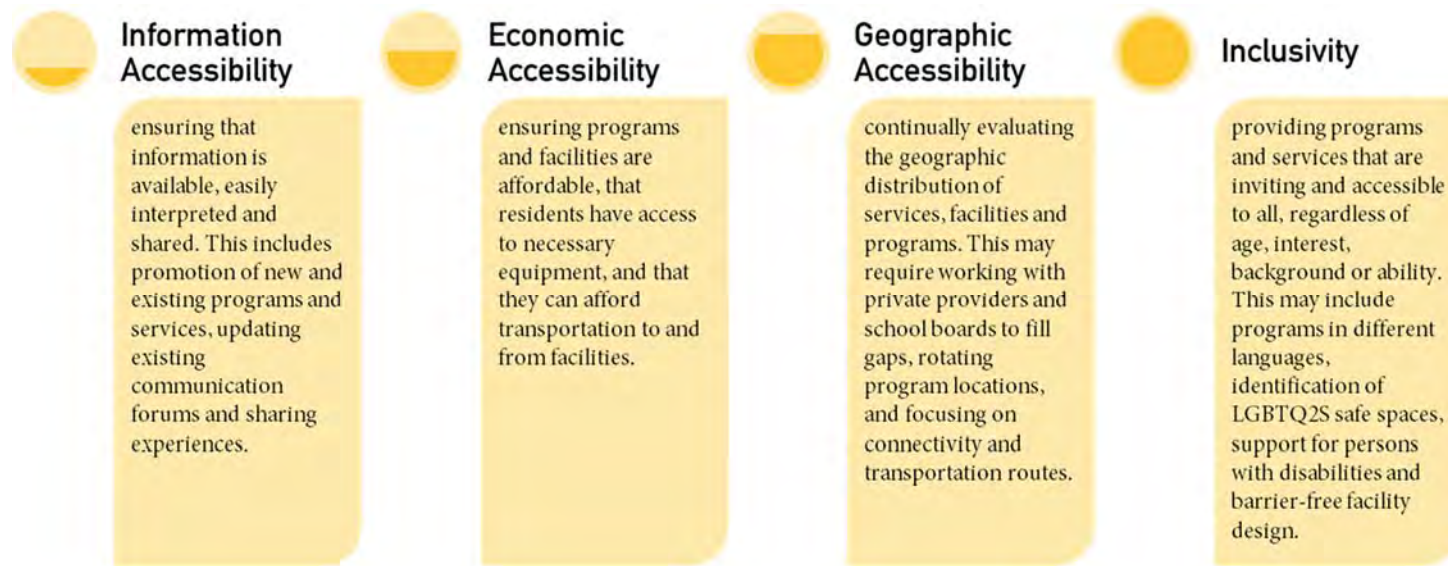 Information
Accessibility
ensuring that
information is
available, easily
interpreted and
shared. This includes
promotion of new and
existing programs and
services, updating
existing
communication
forums and sharing
experiences.
Economic
Accessibility
ensuring programs
and facilities are
affordable, that
residents have access
to necessary
equipment, and that
they can afford
transportation to and
from facilities.
Geographic
Accessibility
continually evaluating
the geographic
distribution of
services, facilities and
programs. This may
require working with
private providers and
school boards to fill
gaps, rotating
program locations,
and focusing on
connectivity and
transportation routes.
Inclusivity
providing programs
and services that are
inviting and accessible
to all, regardless of
age, interest,
background or ability.
This may include
programs in different
languages,
identification of
LGBTQ2S safe spaces,
support for persons
with disabilities and
barrier-free facility
design.